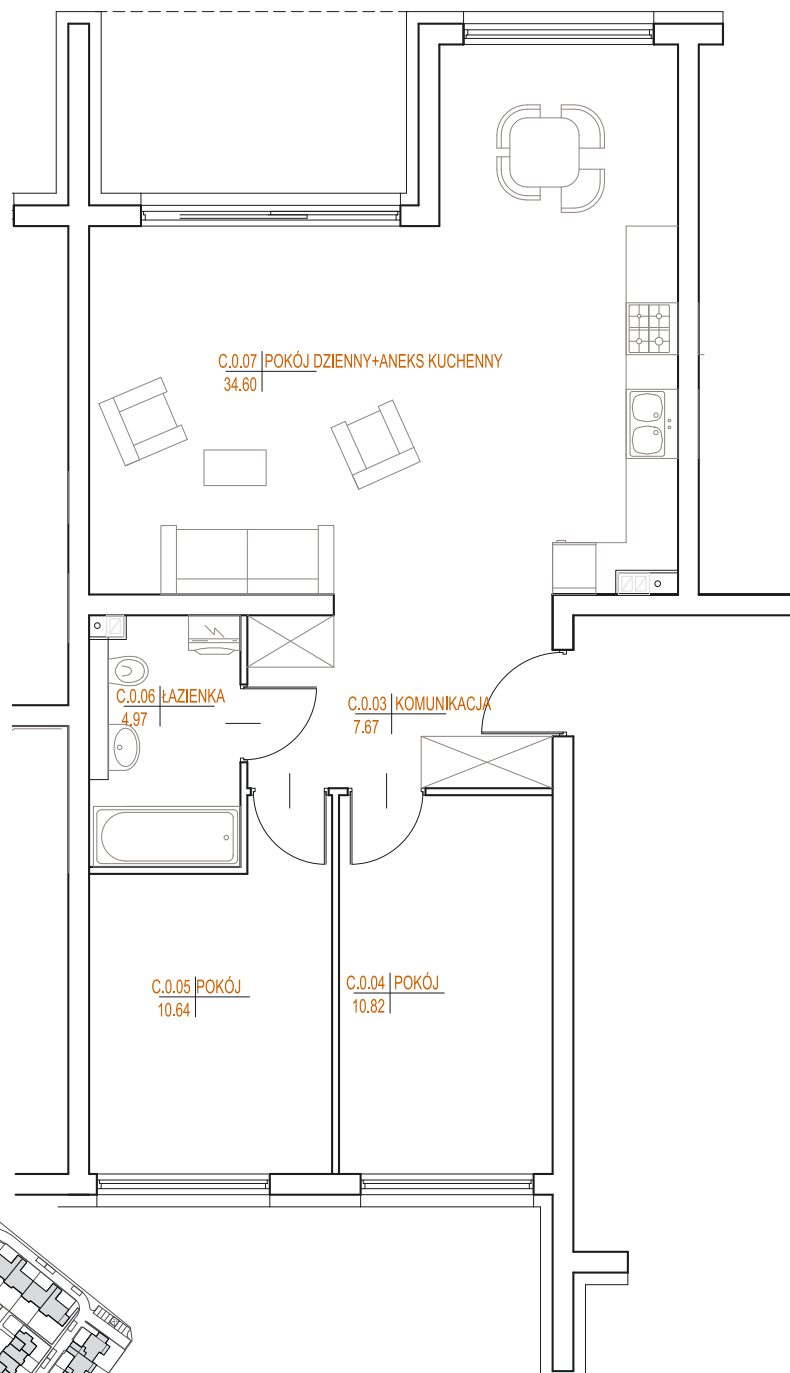 C.0.07 POKÓJ DZIENNY+ANEKS KUCHENNY
34.60
C.0.06 ŁAZIENKA
4.97
C.0.03 KOMUNIKACJA
7.67
C.0.05 POKÓJ
10.64
C.0.04 POKÓJ
10.82